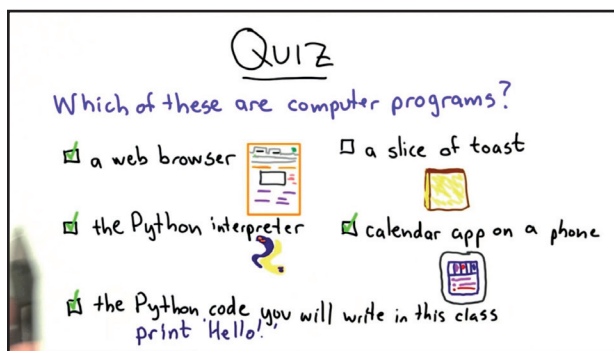 QUIZ
Which of these are computer programs?
a web browser
a slice of toast
the Python interpreter
calendar app on a phone
the Python code you will write in this class
print 'Hello!'